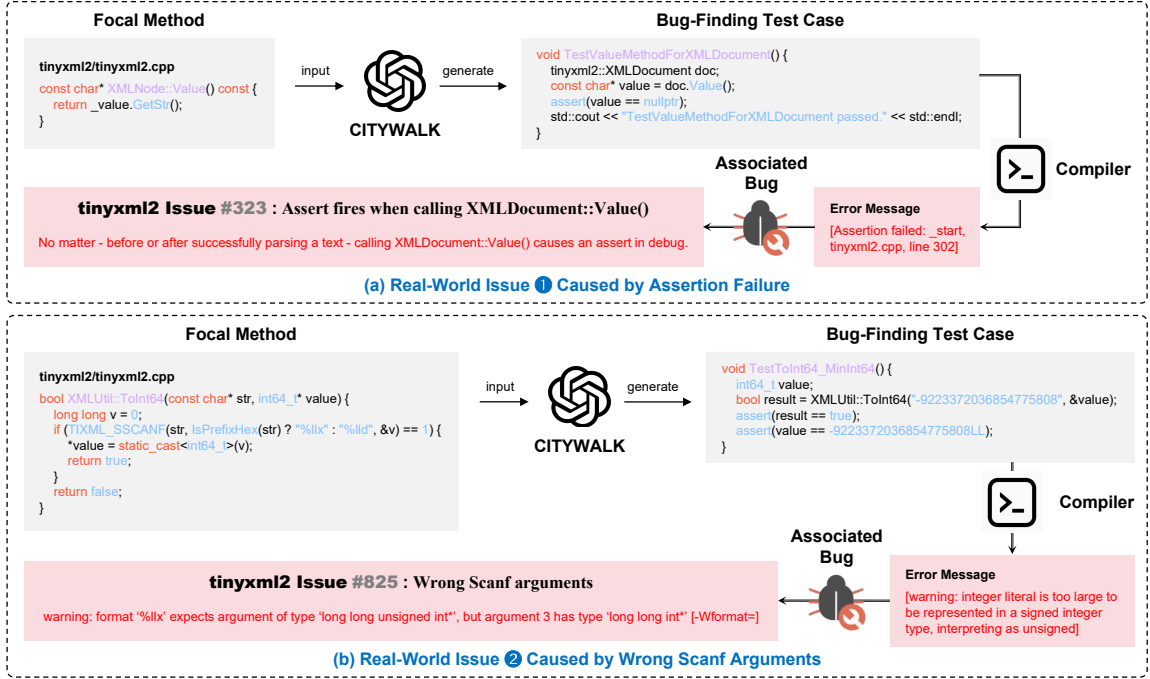 Focal Method
Bug-Finding Test Case
tinyxml2/tinyxml2.cpp
const char* XMLNode::Value() const {
return _value.GetStr();
}
input
CITYWALK
generate
void TestValueMethodForXMLDocument() {
tinyxml2::XMLDocument doc;
const char* value = doc.Value();
assert(value == nullptr);
std::cout << "TestValueMethodForXMLDocument passed." << std::endl;
}
Compiler
Error Message
[Assertion failed: _start,
tinyxml2.cpp, line 302]
Associated
Bug
tinyxml2 Issue #323 : Assert fires when calling XMLDocument::Value()
No matter - before or after successfully parsing a text - calling XMLDocument::Value() causes an assert in debug.
(a) Real-World Issue ❶ Caused by Assertion Failure
Focal Method
Bug-Finding Test Case
tinyxml2/tinyxml2.cpp
bool XMLUtil::ToInt64(const char* str, int64_t* value) {
long long v = 0;
if (TIXML_SSCANF(str, IsPrefixHex(str) ? "%llx" : "%lld", &v) == 1) {
*value = static_cast<int64_t>(v);
return true;
}
return false;
}
input
CITYWALK
generate
void TestToInt64_MinInt64() {
int64_t value;
bool result = XMLUtil::ToInt64("-9223372036854775808", &value);
assert(result == true);
assert(value == -9223372036854775808LL);
}
Compiler
Error Message
[warning: integer literal is too large to
be represented in a signed integer
type, interpreting as unsigned]
Associated
Bug
tinyxml2 Issue #825 : Wrong Scanf arguments
warning: format ‘%llx’ expects argument of type ‘long long unsigned int*’, but argument 3 has type ‘long long int*’ [-Wformat=]
(b) Real-World Issue ❷ Caused by Wrong Scanf Arguments